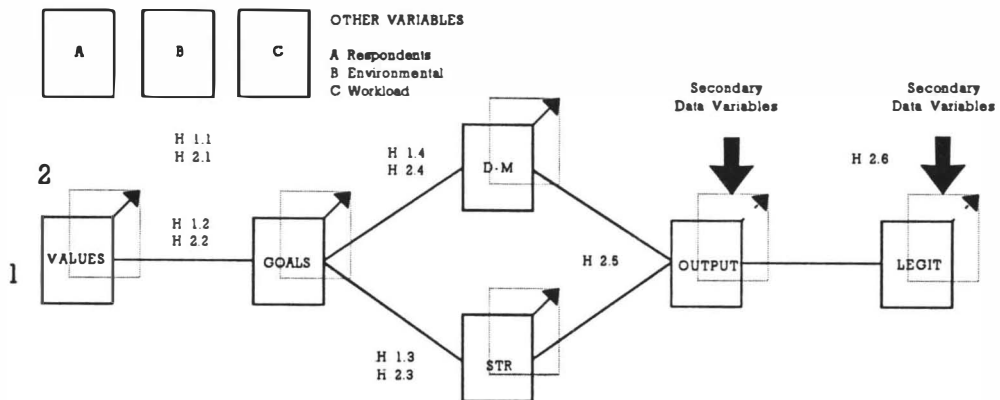 OTHER VARIABLES
A
B
C
A Respondents
B Environmental
C Workload
Secondary
Data Variables
Secondary
Data Variables
H 1.1
H 2.1
H 1.4
H 2.4
D-M
H 2.6
2
H 1.2
H 2.2
VALUES
GOALS
H 2.5
OUTPUT
LEGIT
1
H 1.3
H 2.3
STR